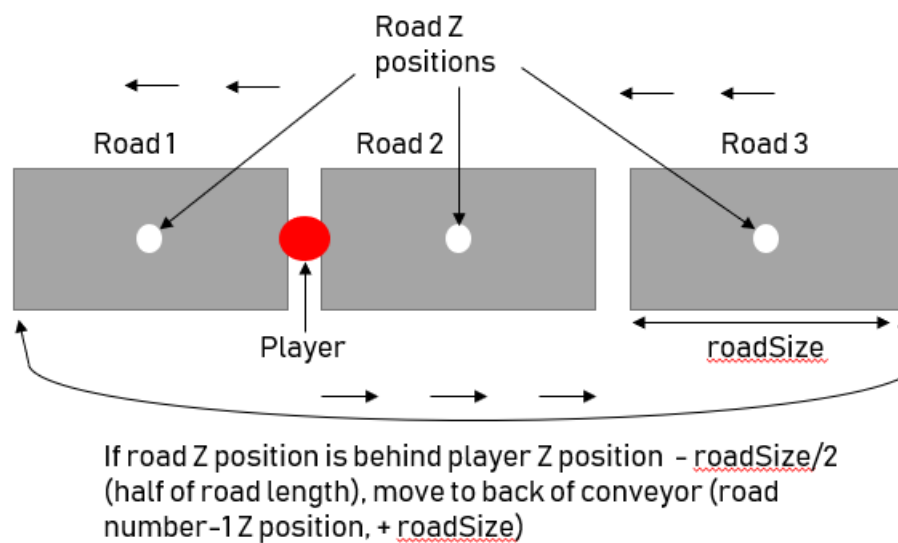 Road Z
positions
Road 1
Road 2
Road 3
Player
roadSize
If road Z position is behind player Z position - roadSize/2
(half of road length), move to back of conveyor (road
number-1 Z position, + roadSize)